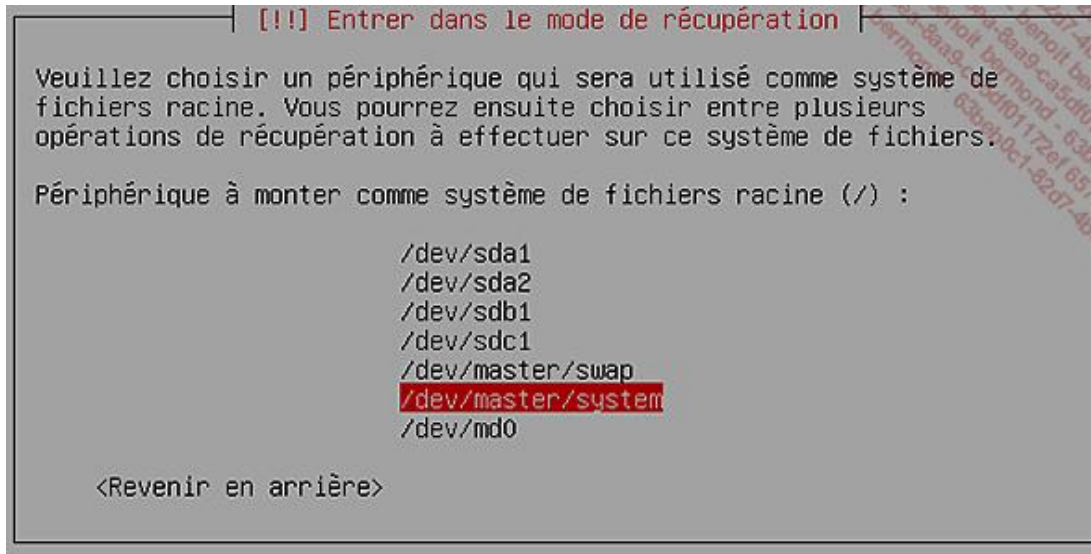 [!!] Entrer dans le mode de récupération
Veuillez choisir un périphérique qui sera utilisé comme système de
fichiers racine. Vous pourrez ensuite choisir entre plusieurs
opérations de récupération à effectuer sur ce système de fichiers.
Périphérique à monter comme système de fichiers racine (/) :
/dev/sda1
/dev/sda2
/dev/sdb1
/dev/sdc1
/dev/master/swap
/dev/master/system
/dev/md0
<Revenir en arrière>